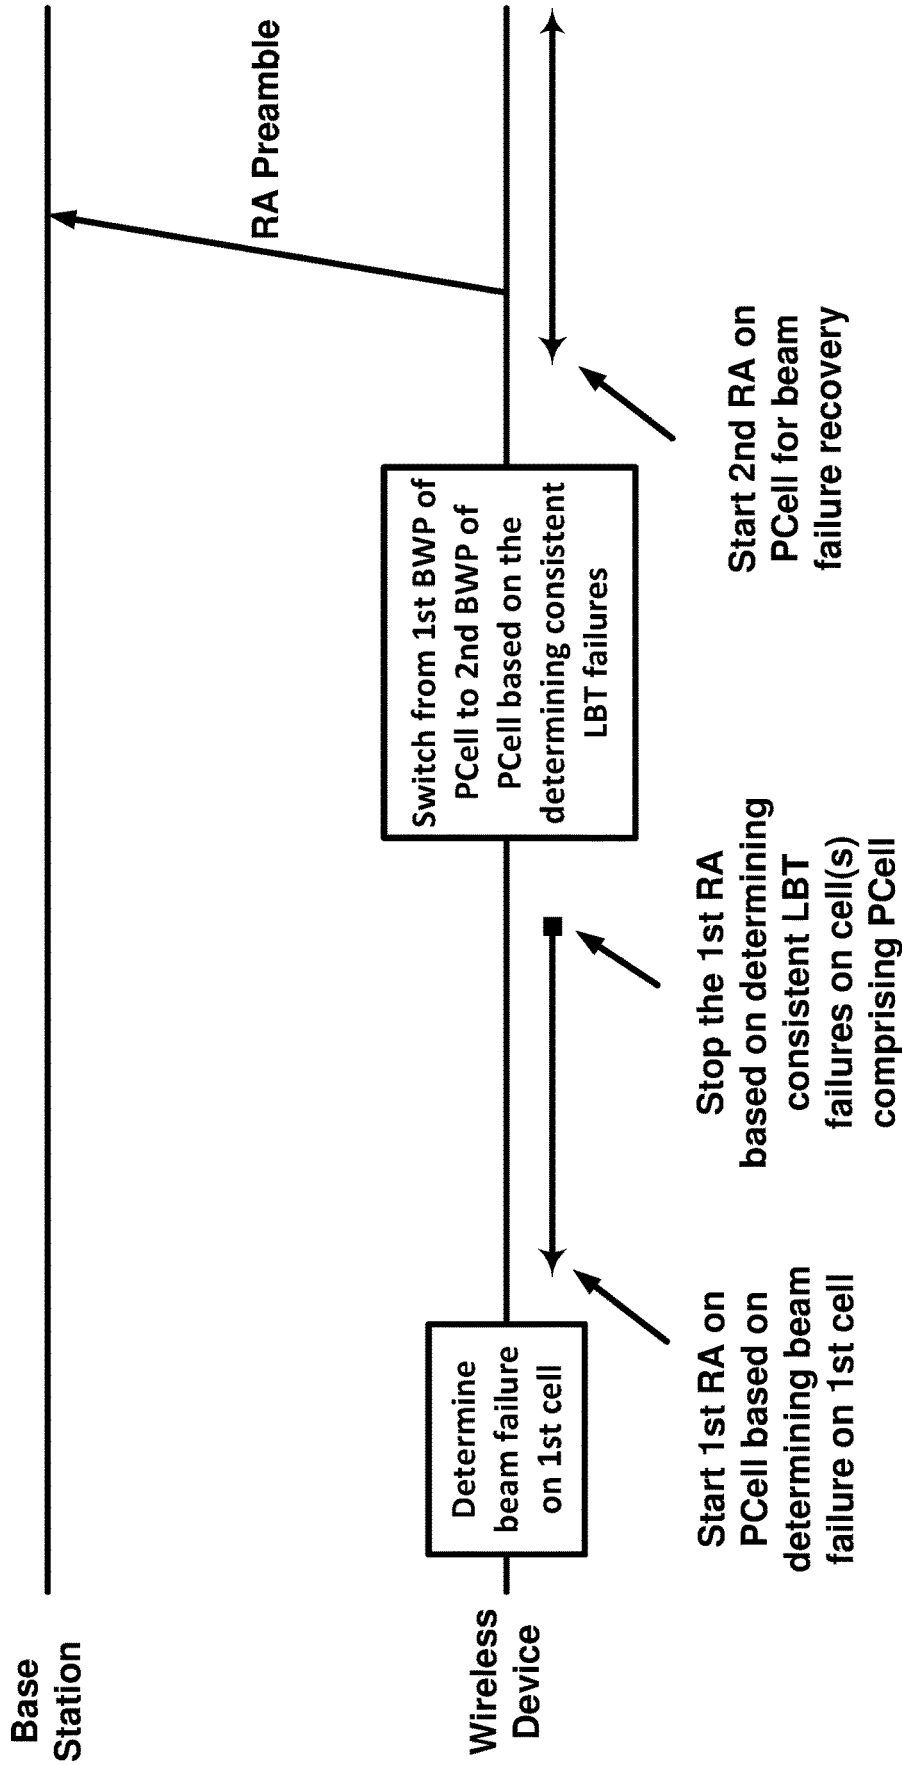 Base
Station
RA Preamble
Wireless
Device
Determine
beam failure
on 1st cell
Switch from 1st BWP of
PCell to 2nd BWP of
PCell based on the
determining consistent
LBT failures
Start 1st RA on
PCell based on
determining beam
failure on 1st cell
Stop the 1st RA
based on determining
consistent LBT
failures on cell(s)
comprising PCell
Start 2nd RA on
PCell for beam
failure recovery